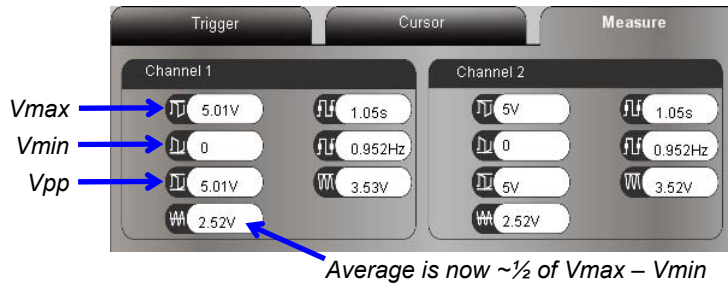 Trigger
Cursor
Measure
Channel 1
Channel 2
Vmax
5.01V
1.05s
5V
1.05s
Vmin
0
0.952Hz
0
0.952Hz
Vpp
5.01V
3.53V
5V
3.52V
2.52V
2.52V
Average is now ~½ of Vmax – Vmin